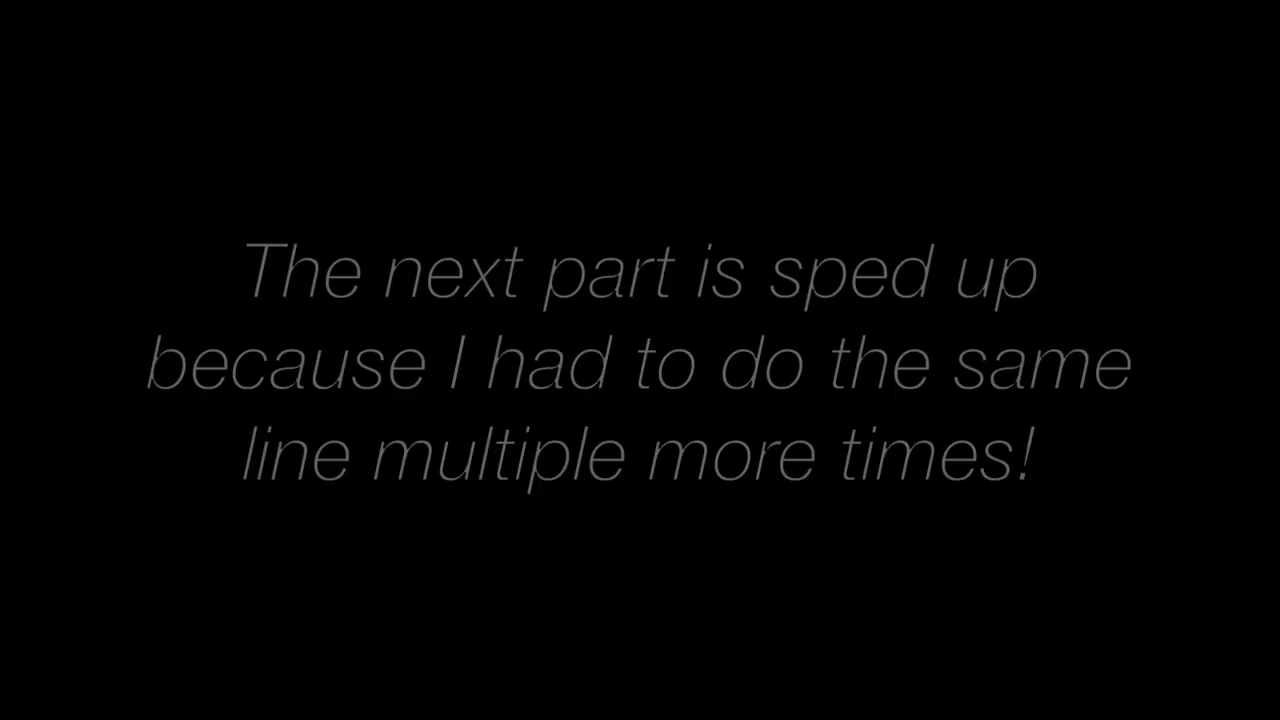 The next part is sped up
because I had to do the same
line multiple more times!